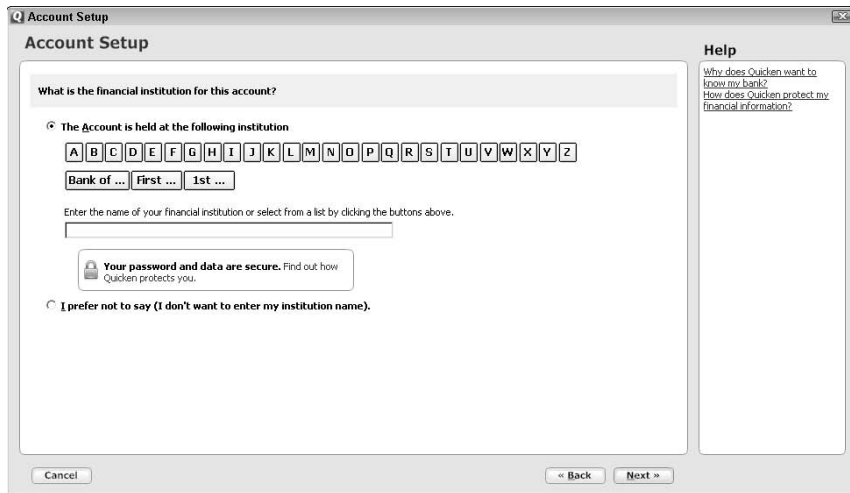 Account Setup
Account Setup
Help
What is the financial institution for this account?
Why does Quicken want to
know my bank?
How does Quicken protect my
financial information?
The Account is held at the following institution
A B C D E F G H I J K L M N O P Q R S T U V W X Y Z
Bank of ... First ... 1st ...
Enter the name of your financial institution or select from a list by clicking the buttons above.
Your password and data are secure. Find out how
Quicken protects you.
I prefer not to say (I don't want to enter my institution name).
Cancel
« Back Next »